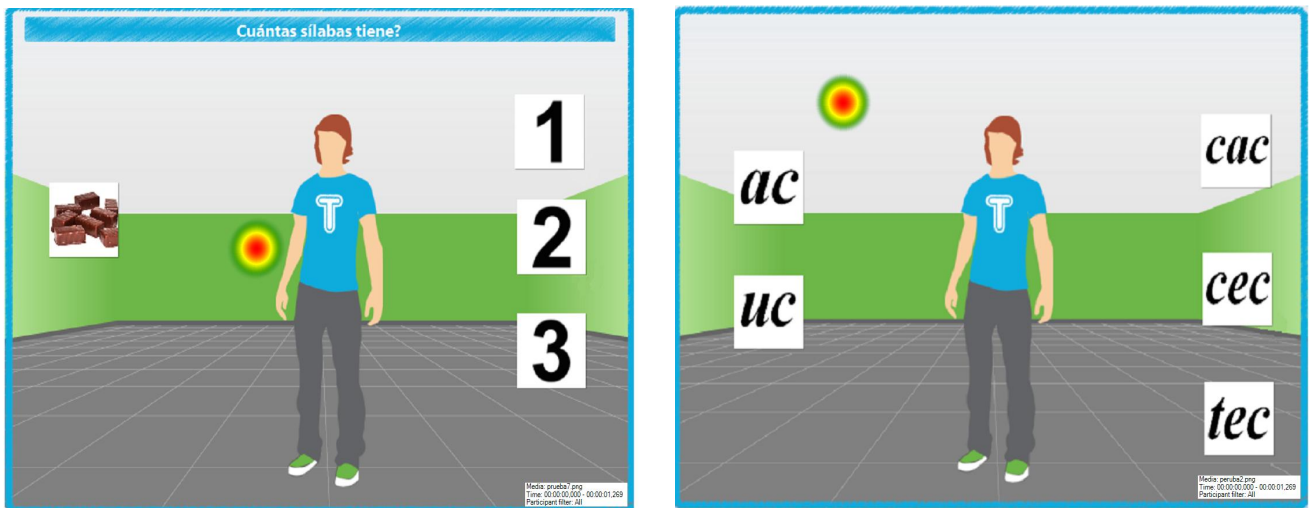 Cuántas sílabas tiene?
T
1
2
3
Media: prueba7.png
Time: 00:00:00,000 - 00:00:01,269
Participant filter: All
T
ac
uc
cac
cec
tec
Media: peruba2.png
Time: 00:00:00,000 - 00:00:01,269
Participant filter: All